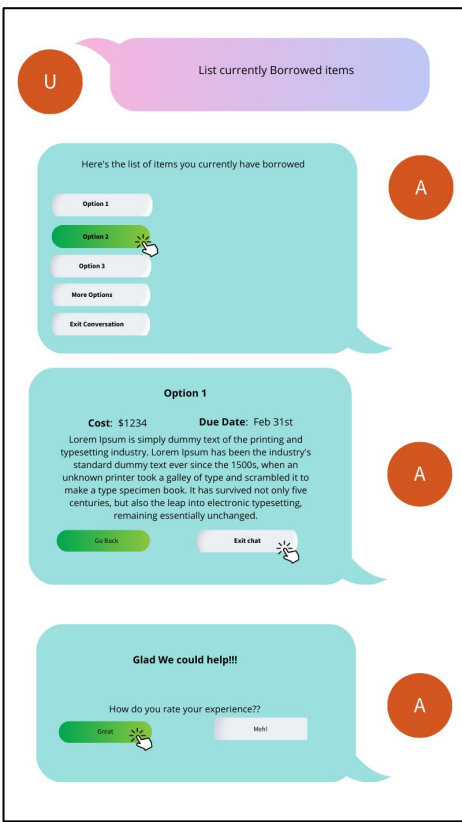 U
List currently Borrowed items
Here's the list of items you currently have borrowed
A
Option 1
Option 2
Option 3
More Options
Exit Conversation
Option 1
Cost: $1234 Due Date: Feb 31st
Lorem Ipsum is simply dummy text of the printing and
typesetting industry. Lorem Ipsum has been the industry's
standard dummy text ever since the 1500s, when an
unknown printer took a galley of type and scrambled it to
make a type specimen book. It has survived not only five
centuries, but also the leap into electronic typesetting,
remaining essentially unchanged.
A
Go Back Exit chat
Glad We could help!!!
How do you rate your experience??
A
Great Meh!